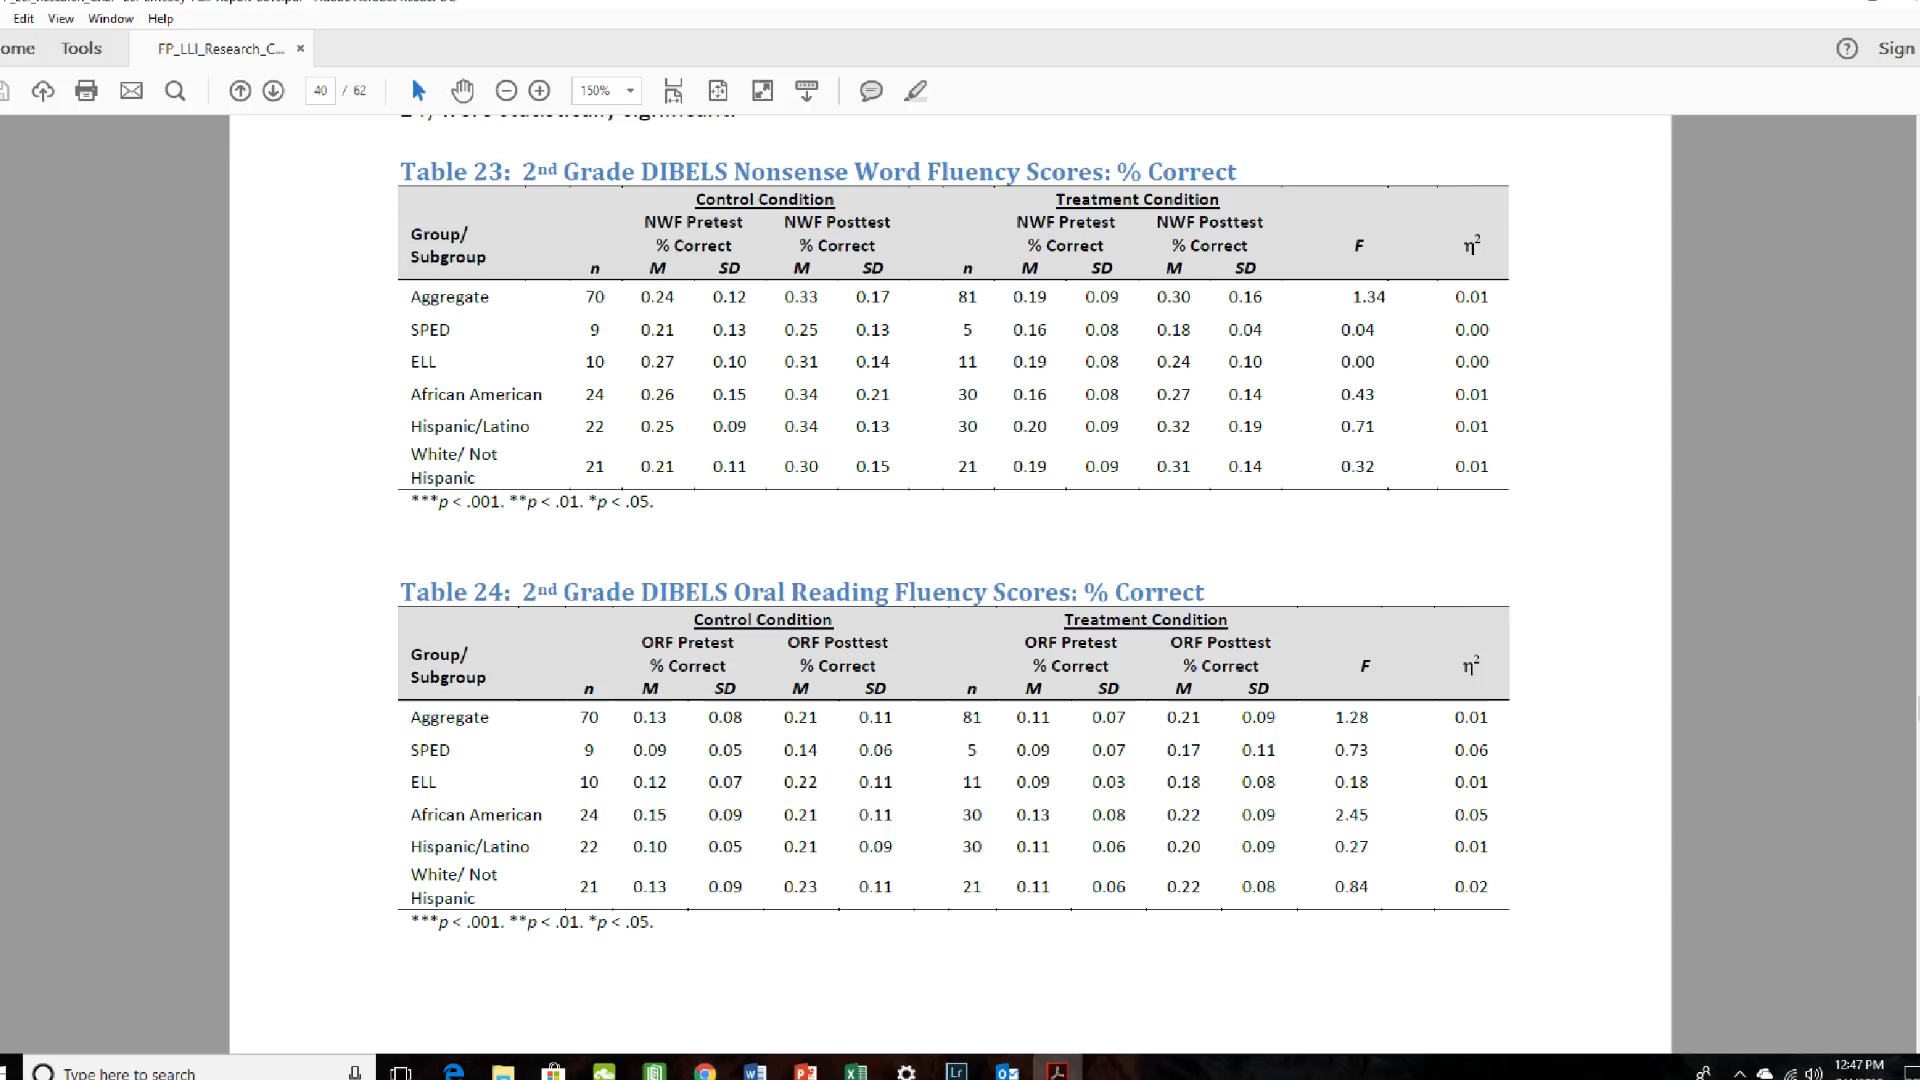 Edit View Window Help
ome Tools FP_LLI_Research_C... × Sign
40 / 62 150%
Table 23: 2nd Grade DIBELS Nonsense Word Fluency Scores: % Correct
Control Condition Treatment Condition
NWF Pretest NWF Posttest NWF Pretest NWF Posttest
Group/ % Correct % Correct % Correct % Correct F η²
Subgroup
n M SD M SD n M SD M SD
Aggregate 70 0.24 0.12 0.33 0.17 81 0.19 0.09 0.30 0.16 1.34 0.01
SPED 9 0.21 0.13 0.25 0.13 5 0.16 0.08 0.18 0.04 0.04 0.00
ELL 10 0.27 0.10 0.31 0.14 11 0.19 0.08 0.24 0.10 0.00 0.00
African American 24 0.26 0.15 0.34 0.21 30 0.16 0.08 0.27 0.14 0.43 0.01
Hispanic/Latino 22 0.25 0.09 0.34 0.13 30 0.20 0.09 0.32 0.19 0.71 0.01
White/ Not
Hispanic 21 0.21 0.11 0.30 0.15 21 0.19 0.09 0.31 0.14 0.32 0.01
***p < .001. **p < .01. *p < .05.
Table 24: 2nd Grade DIBELS Oral Reading Fluency Scores: % Correct
Control Condition Treatment Condition
ORF Pretest ORF Posttest ORF Pretest ORF Posttest
Group/ % Correct % Correct % Correct % Correct F η²
Subgroup
n M SD M SD n M SD M SD
Aggregate 70 0.13 0.08 0.21 0.11 81 0.11 0.07 0.21 0.09 1.28 0.01
SPED 9 0.09 0.05 0.14 0.06 5 0.09 0.07 0.17 0.11 0.73 0.06
ELL 10 0.12 0.07 0.22 0.11 11 0.09 0.03 0.18 0.08 0.18 0.01
African American 24 0.15 0.09 0.21 0.11 30 0.13 0.08 0.22 0.09 2.45 0.05
Hispanic/Latino 22 0.10 0.05 0.21 0.09 30 0.11 0.06 0.20 0.09 0.27 0.01
White/ Not
Hispanic 21 0.13 0.09 0.23 0.11 21 0.11 0.06 0.22 0.08 0.84 0.02
***p < .001. **p < .01. *p < .05.
Type here to search
12:47 PM